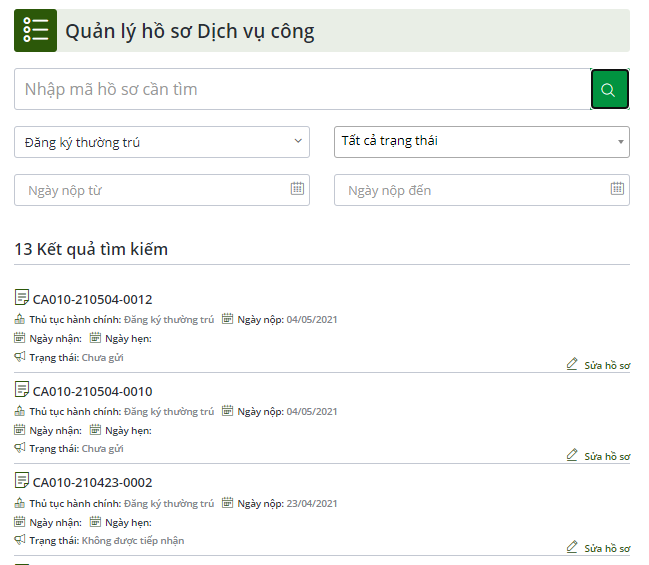 Quản lý hồ sơ Dịch vụ công
Nhập mã hồ sơ cần tìm
Đăng ký thường trú Tất cả trạng thái
Ngày nộp từ Ngày nộp đến
13 Kết quả tìm kiếm
CA010-210504-0012
Thủ tục hành chính: Đăng ký thường trú Ngày nộp: 04/05/2021
Ngày nhận: Ngày hẹn:
Trạng thái: Chưa gửi
Sửa hồ sơ
CA010-210504-0010
Thủ tục hành chính: Đăng ký thường trú Ngày nộp: 04/05/2021
Ngày nhận: Ngày hẹn:
Trạng thái: Chưa gửi
Sửa hồ sơ
CA010-210423-0002
Thủ tục hành chính: Đăng ký thường trú Ngày nộp: 23/04/2021
Ngày nhận: Ngày hẹn:
Trạng thái: Không được tiếp nhận
Sửa hồ sơ